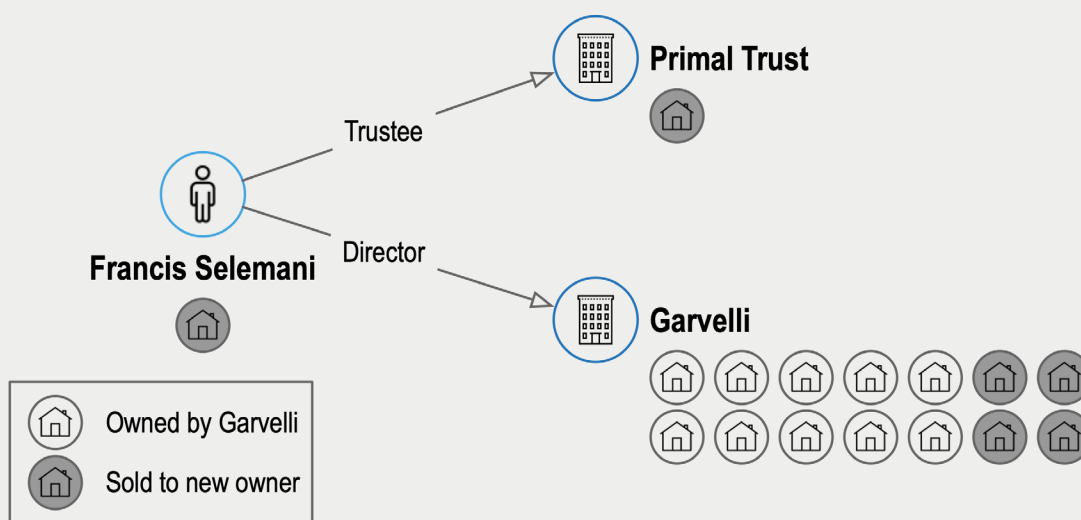 Primal Trust
Trustee
Francis Selemani
Director
Garvelli
Owned by Garvelli
Sold to new owner